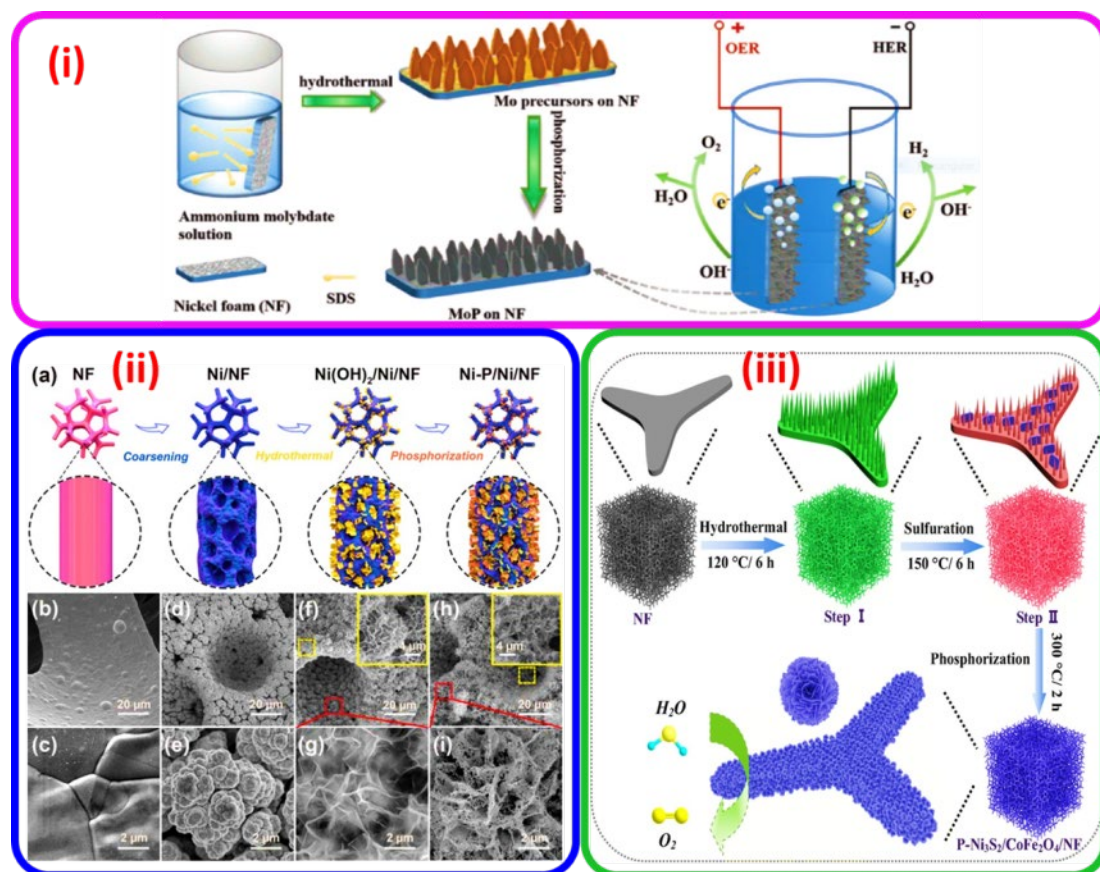 (i)
hydrothermal
Mo precursors on NF
phosphorization
Ammonium molybdate
solution
Nickel foam (NF)
SDS
MoP on NF
+
OER
−
HER
O₂
H₂O
e⁻
OH⁻
H₂
OH⁻
e⁻
H₂O
(ii)
(a)
NF
Ni/NF
Ni(OH)₂/Ni/NF
Ni-P/Ni/NF
Coarsening
Hydrothermal
Phosphorization
(b)
20 µm
(d)
20 µm
(f)
4 µm
20 µm
(h)
4 µm
20 µm
(c)
2 µm
(e)
2 µm
(g)
2 µm
(i)
2 µm
(iii)
Hydrothermal
120 °C/ 6 h
Sulfuration
150 °C/ 6 h
NF
Step Ⅰ
Step Ⅱ
Phosphorization
300 °C/ 2 h
H₂O
O₂
P-Ni₃S₂/CoFe₂O₄/NF